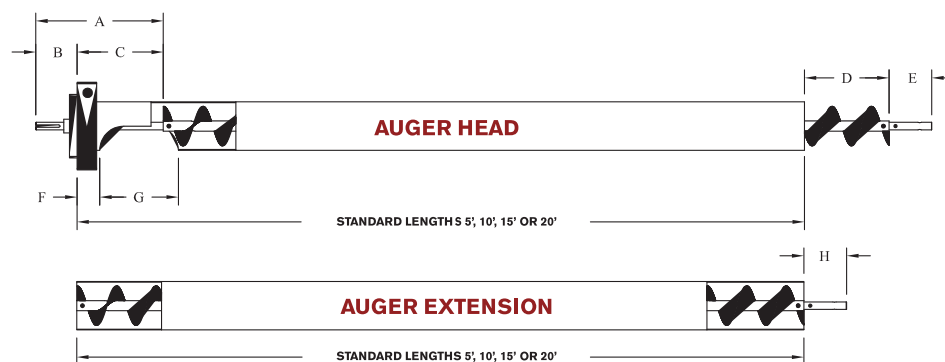 A
B C D E
AUGER HEAD
F G
STANDARD LENGTHS 5', 10', 15' OR 20'
H
AUGER EXTENSION
STANDARD LENGTHS 5', 10', 15' OR 20'